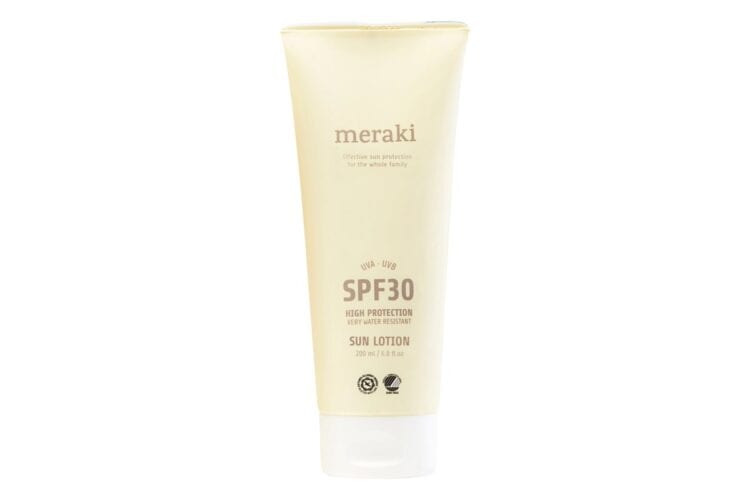 meraki
Effective sun protection
for the whole family
UVA - UVB
SPF30
HIGH PROTECTION
VERY WATER RESISTANT
SUN LOTION
200 ml / 6.8 fl.oz